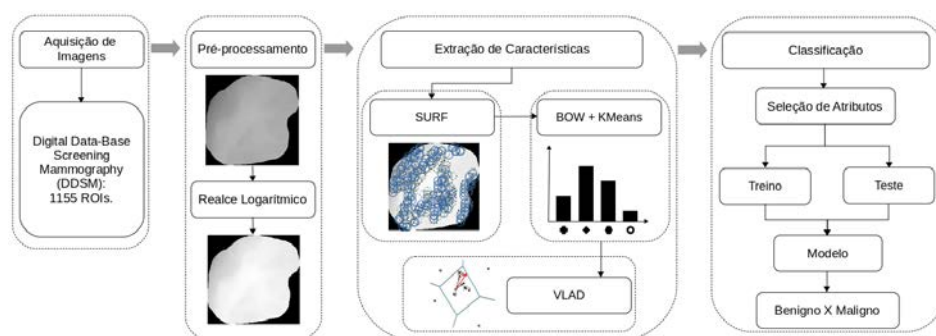 Aquisição de
Imagens
Digital Data-Base
Screening
Mammography
(DDSM):
1155 ROIs.
Pré-processamento
Realce Logarítmico
Extração de Características
SURF
BOW + KMeans
VLAD
Classificação
Seleção de Atributos
Treino
Teste
Modelo
Benigno X Maligno